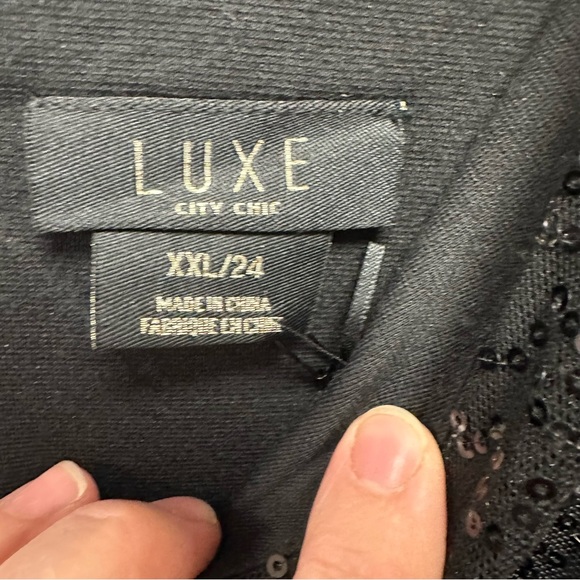 LUXE
CITY CHIC
XXL/24
MADE IN CHINA
FABRIQUE EN CHINE